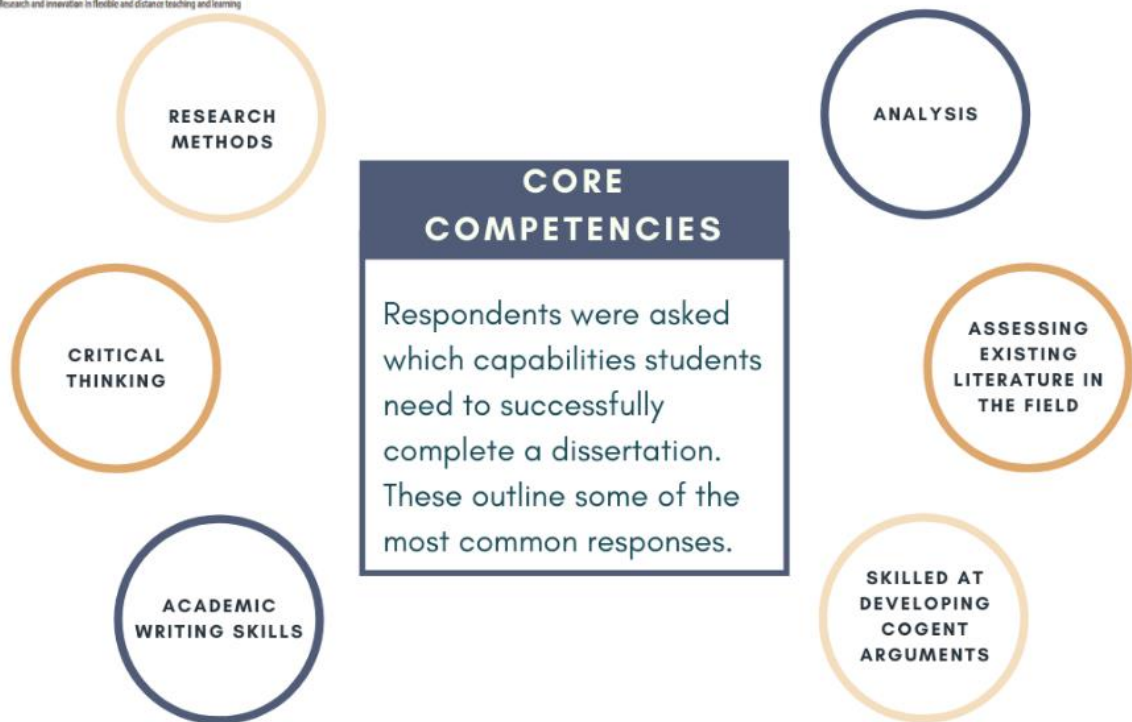 Research and innovation in flexible and distance teaching and learning
RESEARCH
METHODS
ANALYSIS
CORE
COMPETENCIES
Respondents were asked
which capabilities students
need to successfully
complete a dissertation.
These outline some of the
most common responses.
CRITICAL
THINKING
ASSESSING
EXISTING
LITERATURE IN
THE FIELD
ACADEMIC
WRITING SKILLS
SKILLED AT
DEVELOPING
COGENT
ARGUMENTS